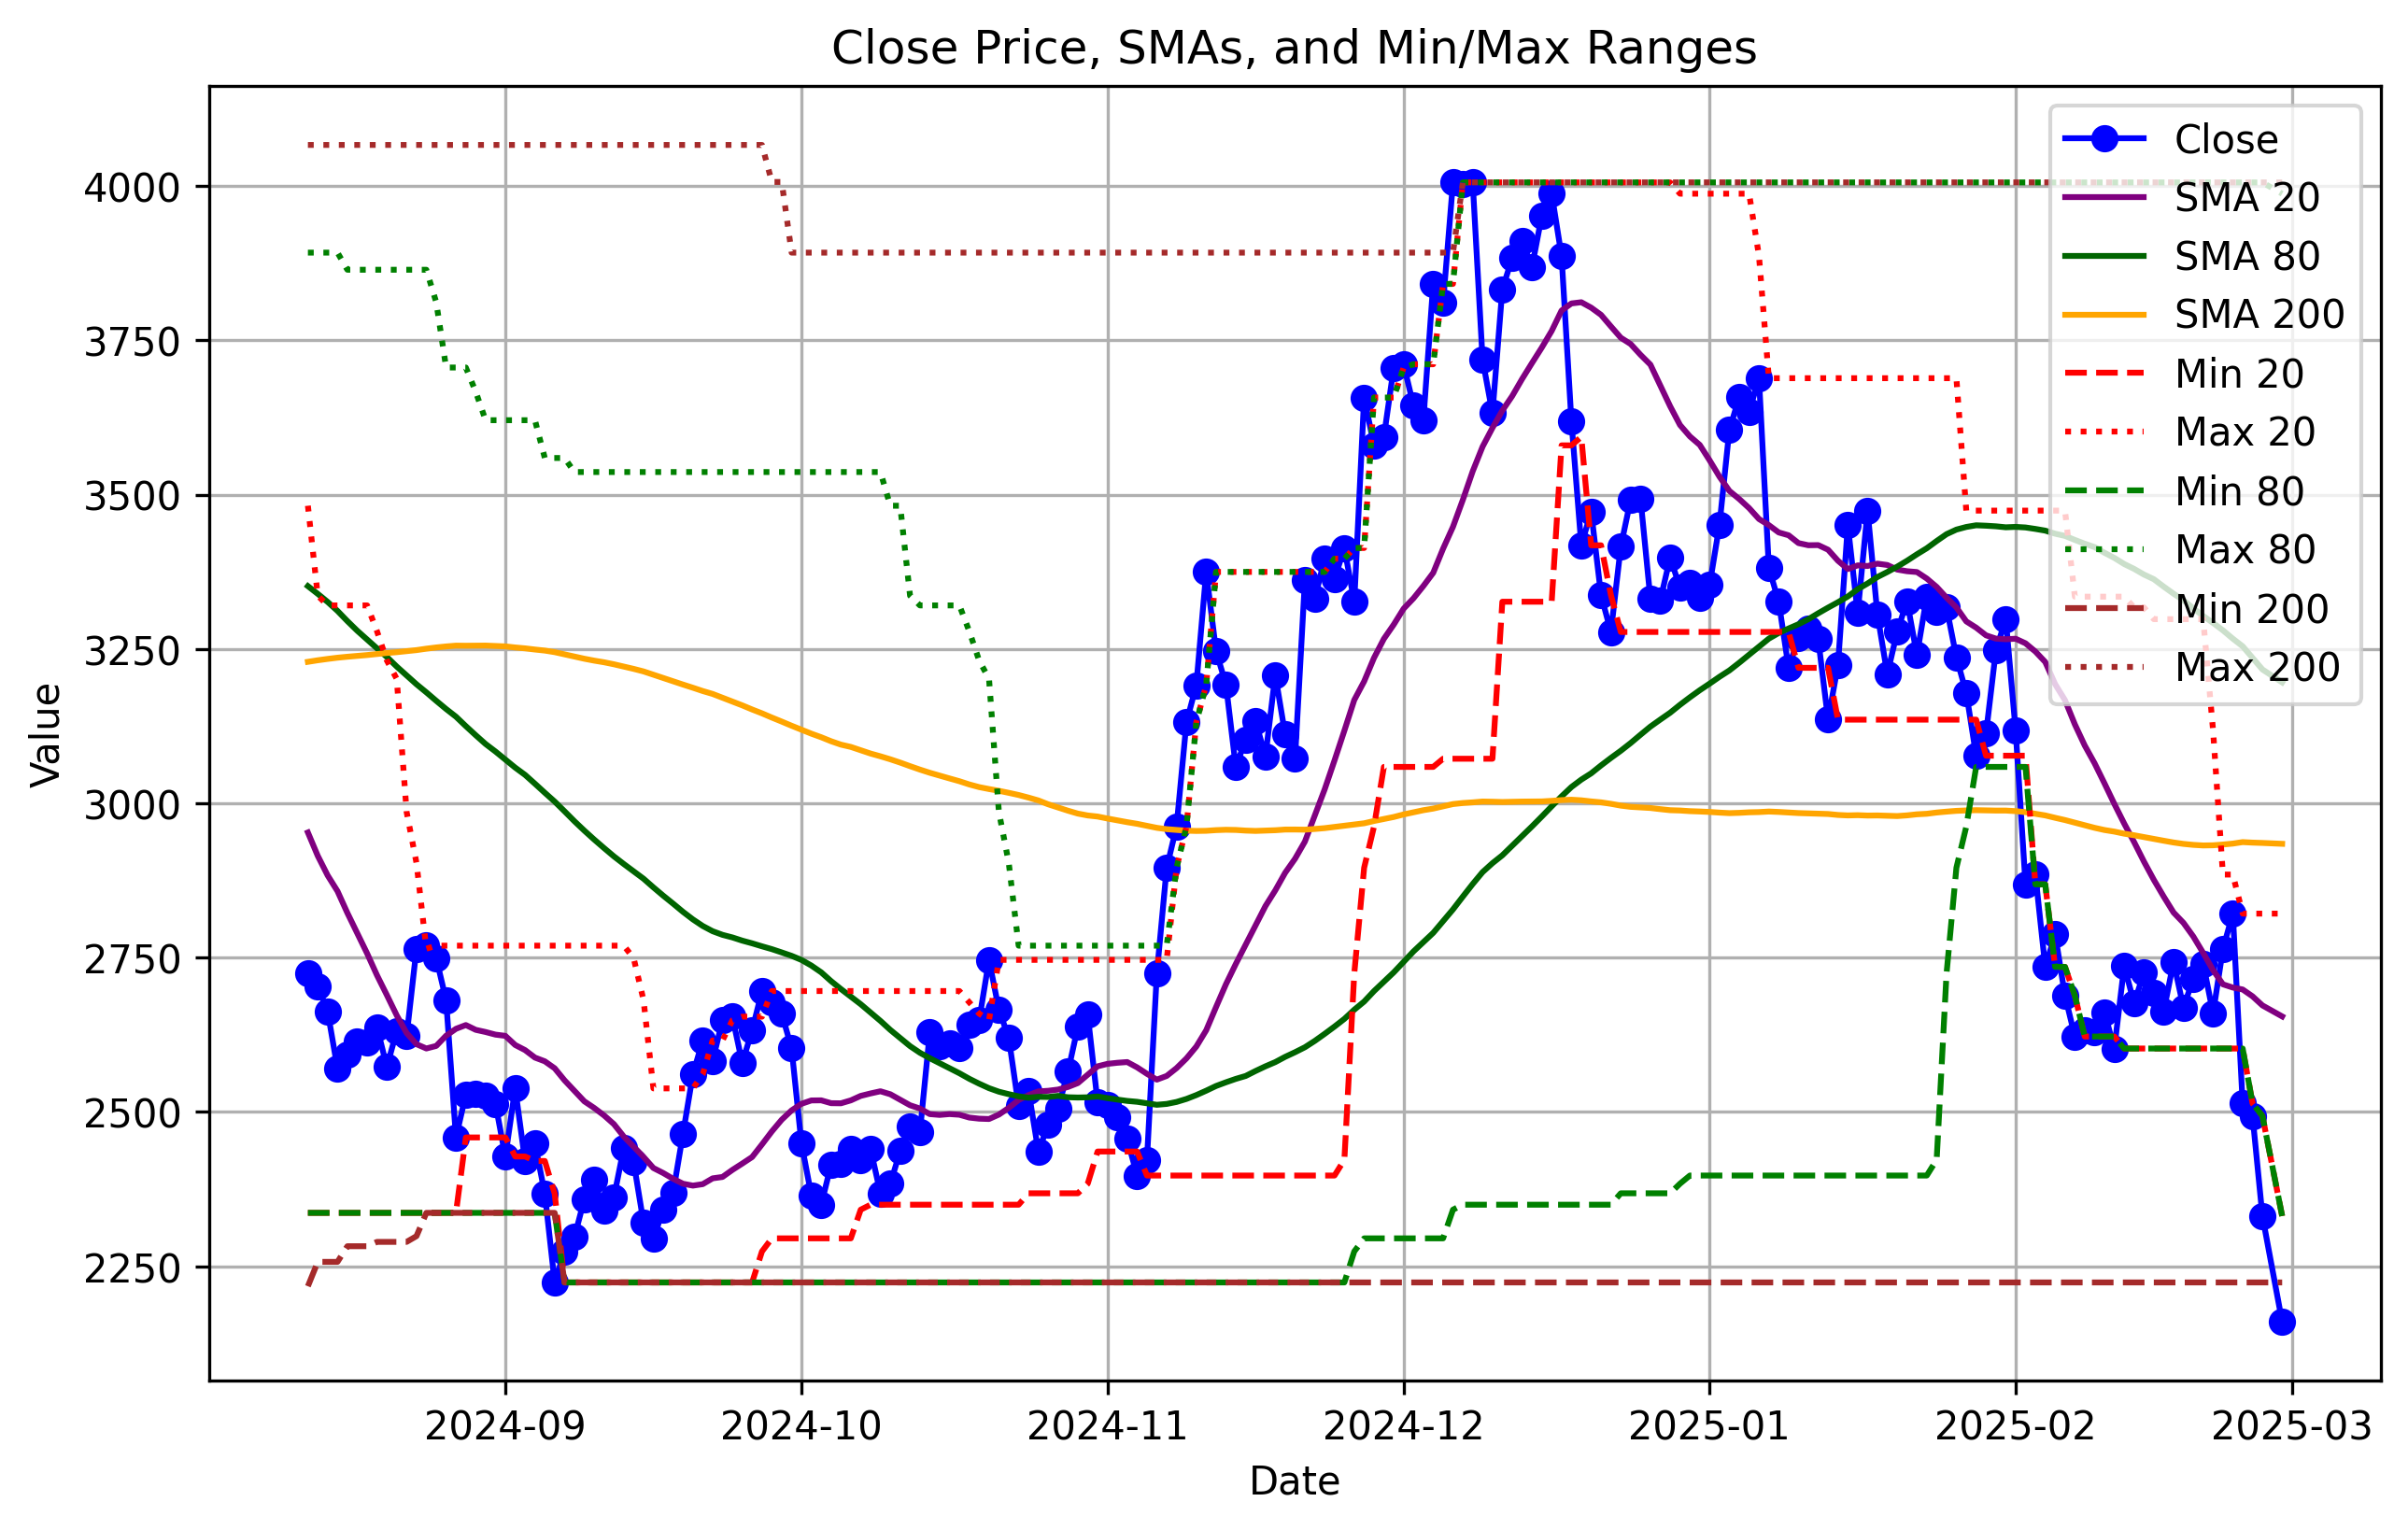 Close Price, SMAs, and Min/Max Ranges
Value
4000
3750
3500
3250
3000
2750
2500
2250
Close
SMA 20
SMA 80
SMA 200
Min 20
Max 20
Min 80
Max 80
Min 200
Max 200
2024-09
2024-10
2024-11
2024-12
2025-01
2025-02
2025-03
Date